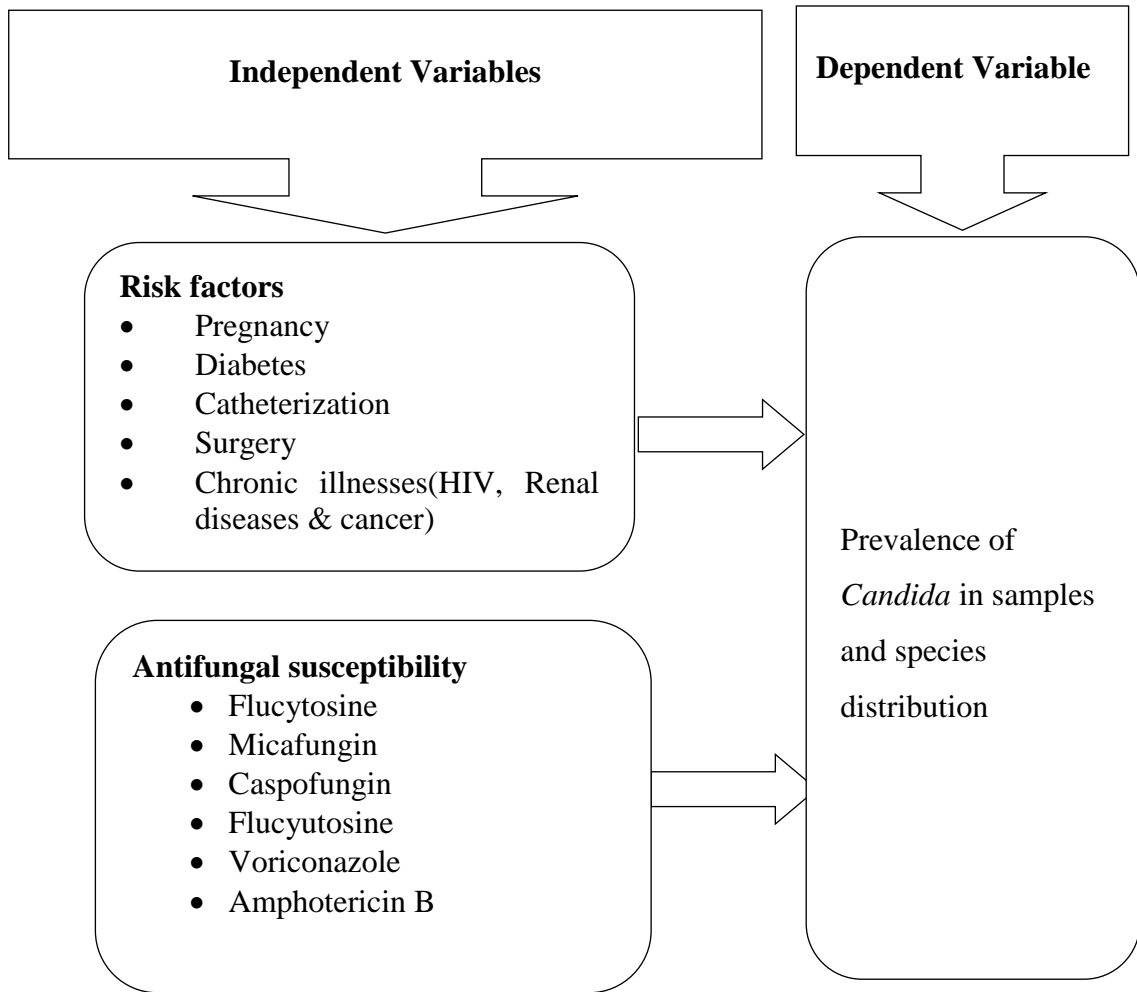 Independent Variables
Dependent Variable
Risk factors
• Pregnancy
• Diabetes
• Catheterization
• Surgery
• Chronic illnesses(HIV, Renal
diseases & cancer)
Antifungal susceptibility
• Flucytosine
• Micafungin
• Caspofungin
• Flucyutosine
• Voriconazole
• Amphotericin B
Prevalence of
Candida in samples
and species
distribution